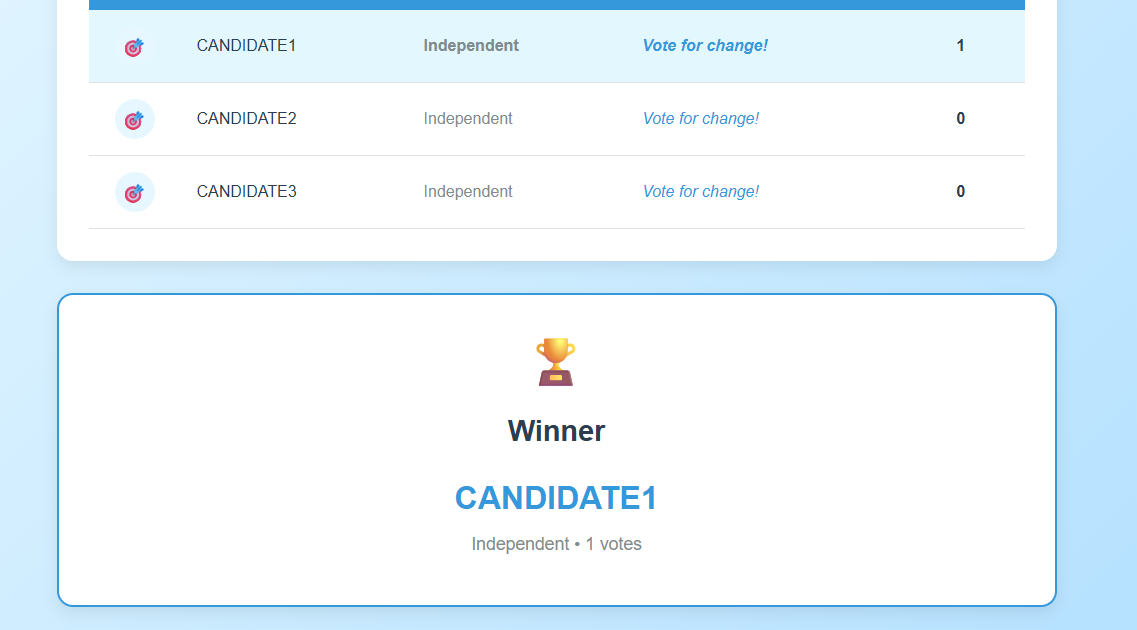 CANDIDATE1 Independent Vote for change! 1
CANDIDATE2 Independent Vote for change! 0
CANDIDATE3 Independent Vote for change! 0
Winner
CANDIDATE1
Independent • 1 votes